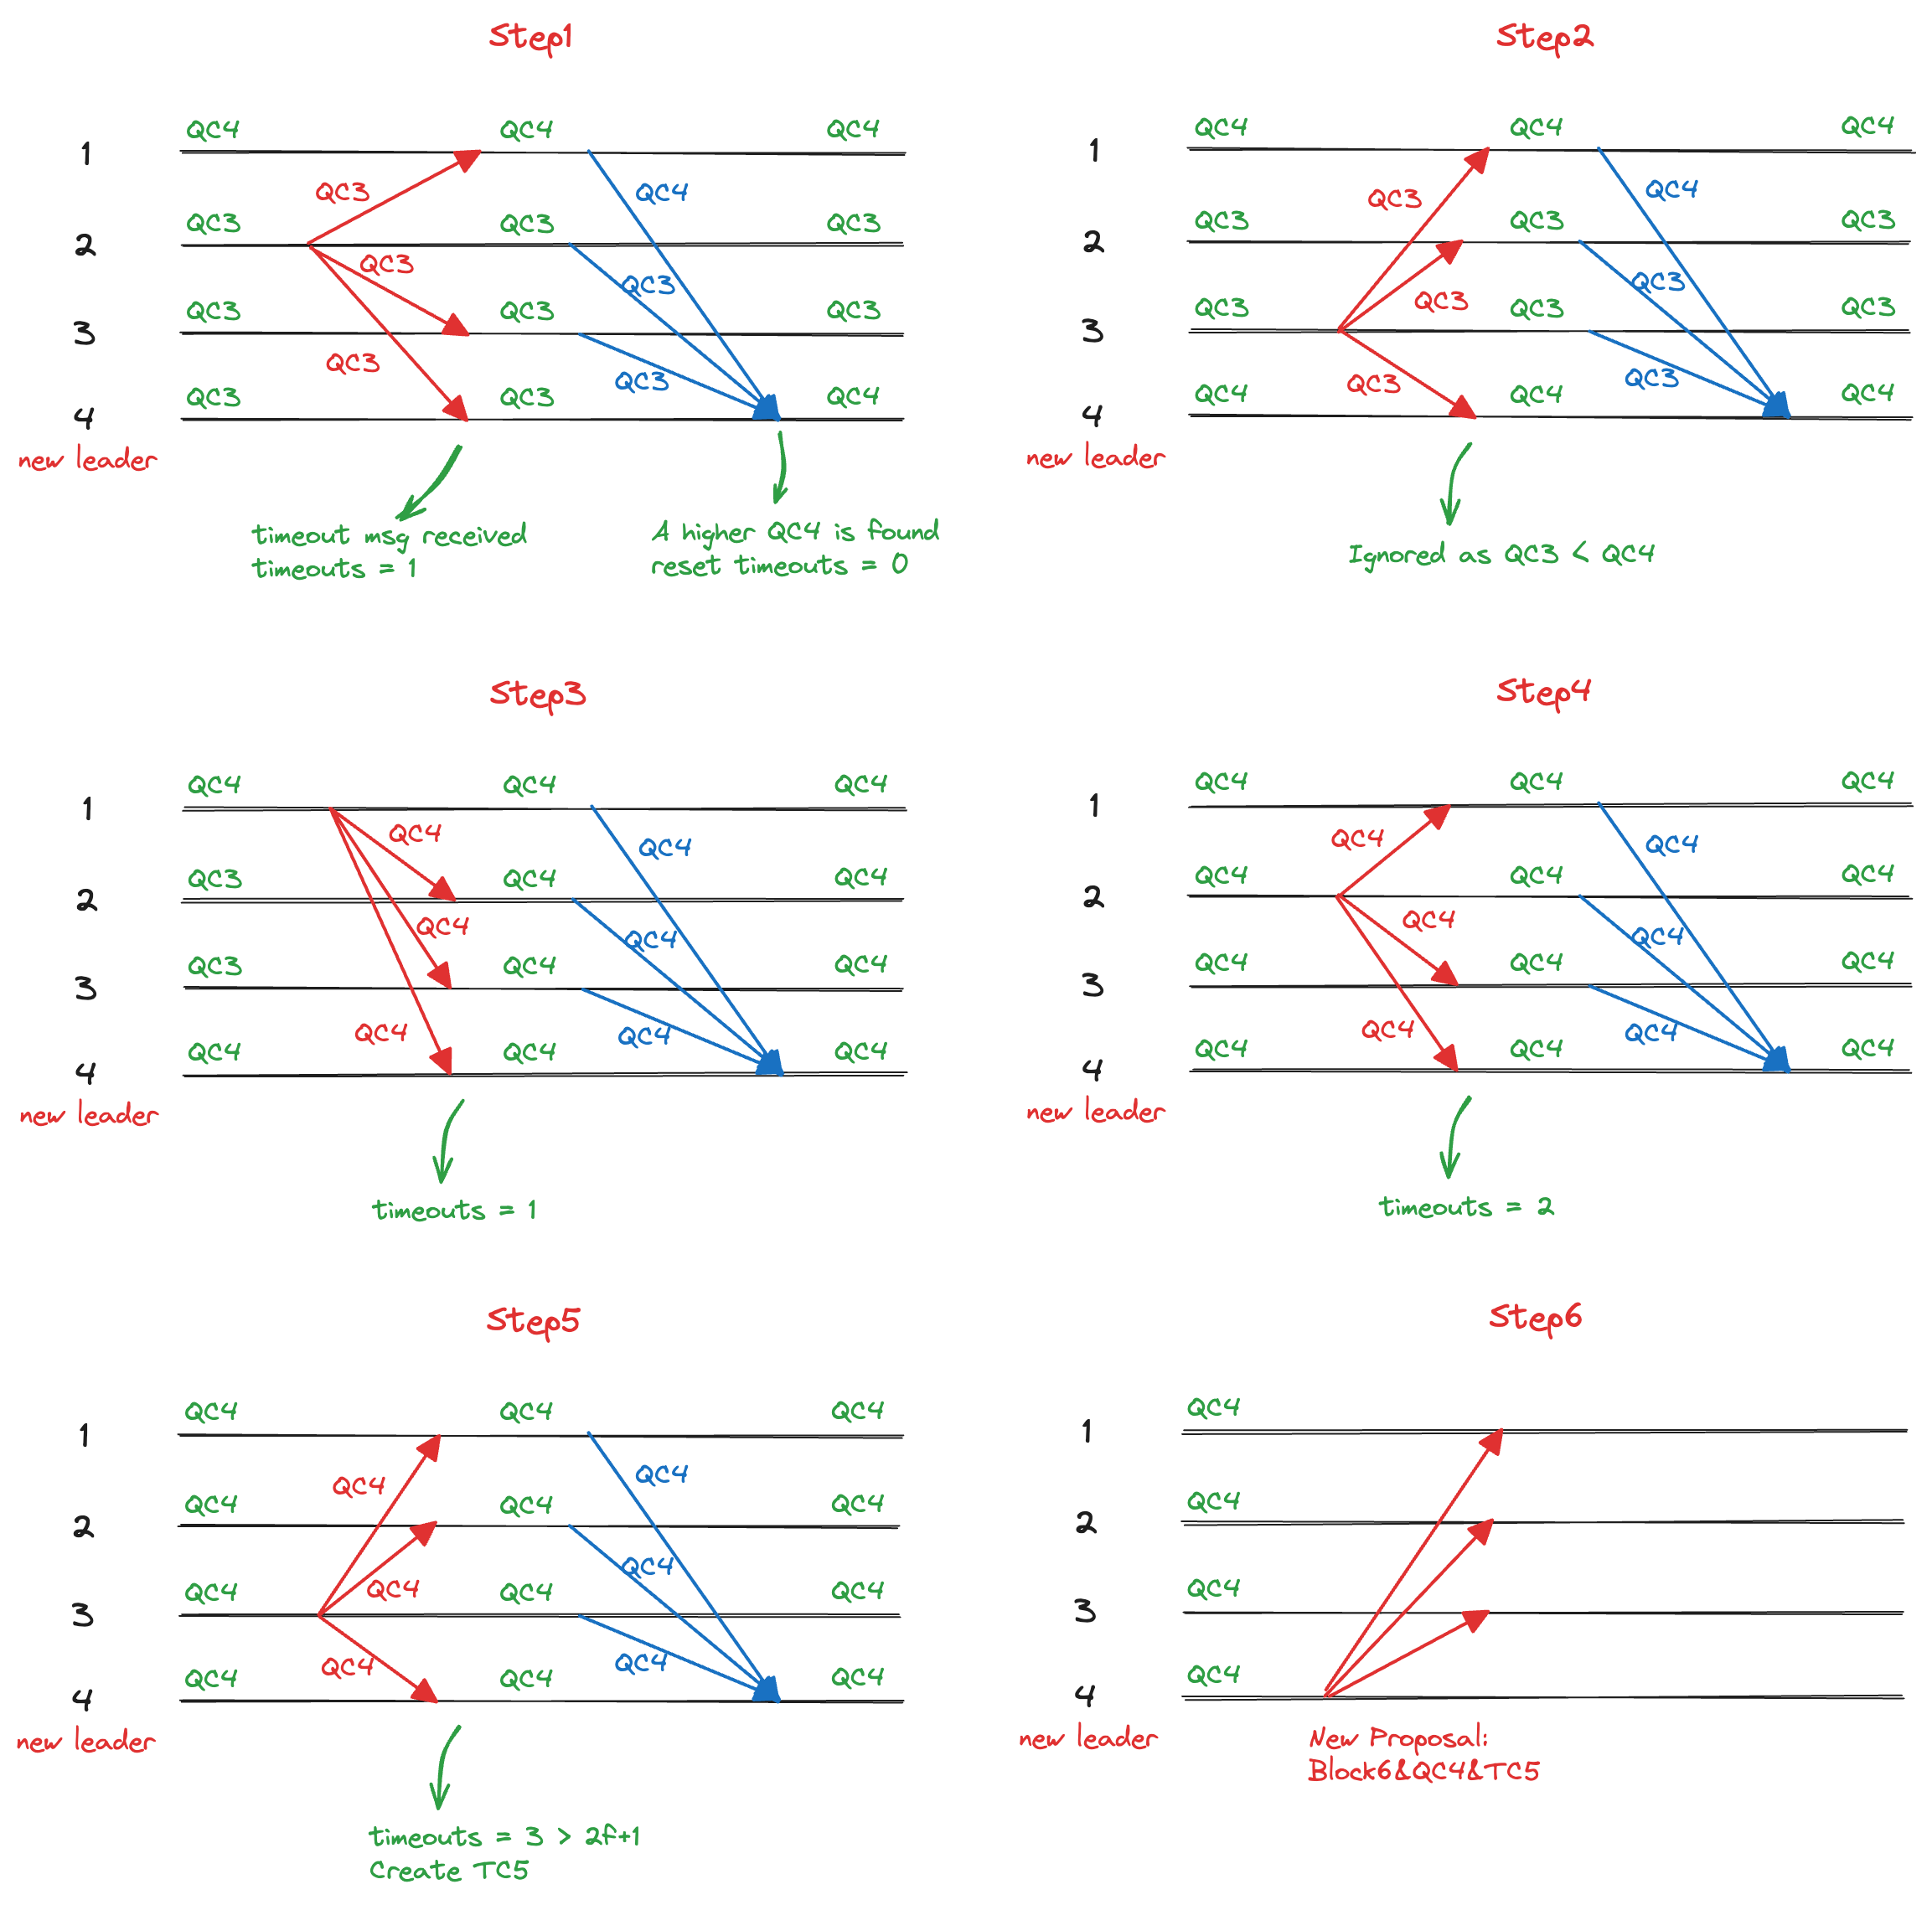 Step1
QC4 QC4 QC4
1
QC3 QC4
QC3 QC3 QC3
2
QC3 QC3
QC3 QC3 QC3
3
QC3 QC3
QC3 QC3 QC4
4
new leader
timeout msg received
timeouts = 1
A higher QC4 is found
reset timeouts = 0
Step2
QC4 QC4 QC4
1
QC3 QC4
QC3 QC3 QC3
2
QC3 QC3
QC3 QC3 QC3
3
QC3 QC3
QC4 QC4 QC4
4
new leader
Ignored as QC3 < QC4
Step3
QC4 QC4 QC4
1
QC4 QC4
QC3 QC4 QC4
2
QC4 QC4
QC3 QC4 QC4
3
QC4 QC4
QC4 QC4 QC4
4
new leader
timeouts = 1
Step4
QC4 QC4 QC4
1
QC4 QC4
QC4 QC4 QC4
2
QC4 QC4
QC4 QC4 QC4
3
QC4 QC4
QC4 QC4 QC4
4
new leader
timeouts = 2
Step5
QC4 QC4 QC4
1
QC4 QC4
QC4 QC4 QC4
2
QC4 QC4
QC4 QC4 QC4
3
QC4 QC4
QC4 QC4 QC4
4
new leader
timeouts = 3 > 2f+1
Create TC5
Step6
QC4
1
QC4
2
QC4
3
QC4
4
new leader
New Proposal:
Block6&QC4&TC5